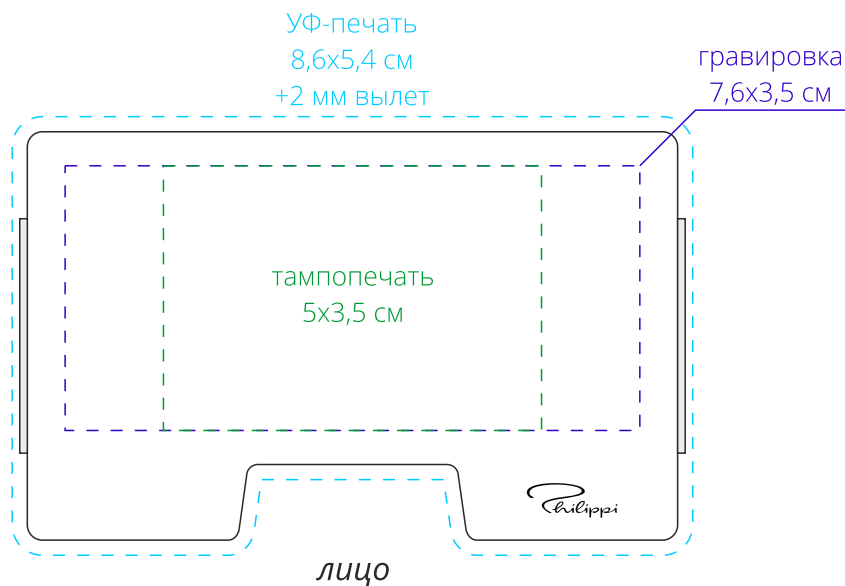 УФ-печать
8,6х5,4 см
+2 мм вылет
гравировка
7,6х3,5 см
тампопечать
5х3,5 см
Philippi
лицо